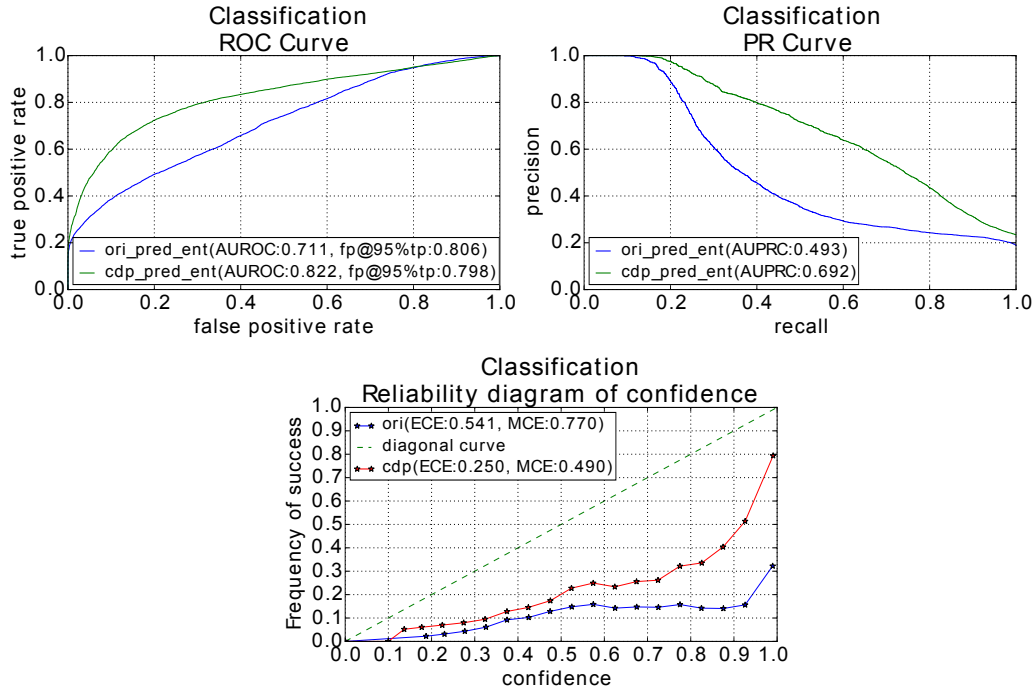 Classification
ROC Curve
1.0
0.8
0.6
0.4
0.2
0.0
0.0 0.2 0.4 0.6 0.8 1.0
true positive rate
false positive rate
ori_pred_ent(AUROC:0.711, fp@95%tp:0.806)
cdp_pred_ent(AUROC:0.822, fp@95%tp:0.798)
Classification
PR Curve
1.0
0.8
0.6
0.4
0.2
0.0
0.0 0.2 0.4 0.6 0.8 1.0
precision
recall
ori_pred_ent(AUPRC:0.493)
cdp_pred_ent(AUPRC:0.692)
Classification
Reliability diagram of confidence
1.0
0.9
0.8
0.7
0.6
0.5
0.4
0.3
0.2
0.1
0.0
0.0 0.1 0.2 0.3 0.4 0.5 0.6 0.7 0.8 0.9 1.0
Frequency of success
confidence
ori(ECE:0.541, MCE:0.770)
diagonal curve
cdp(ECE:0.250, MCE:0.490)